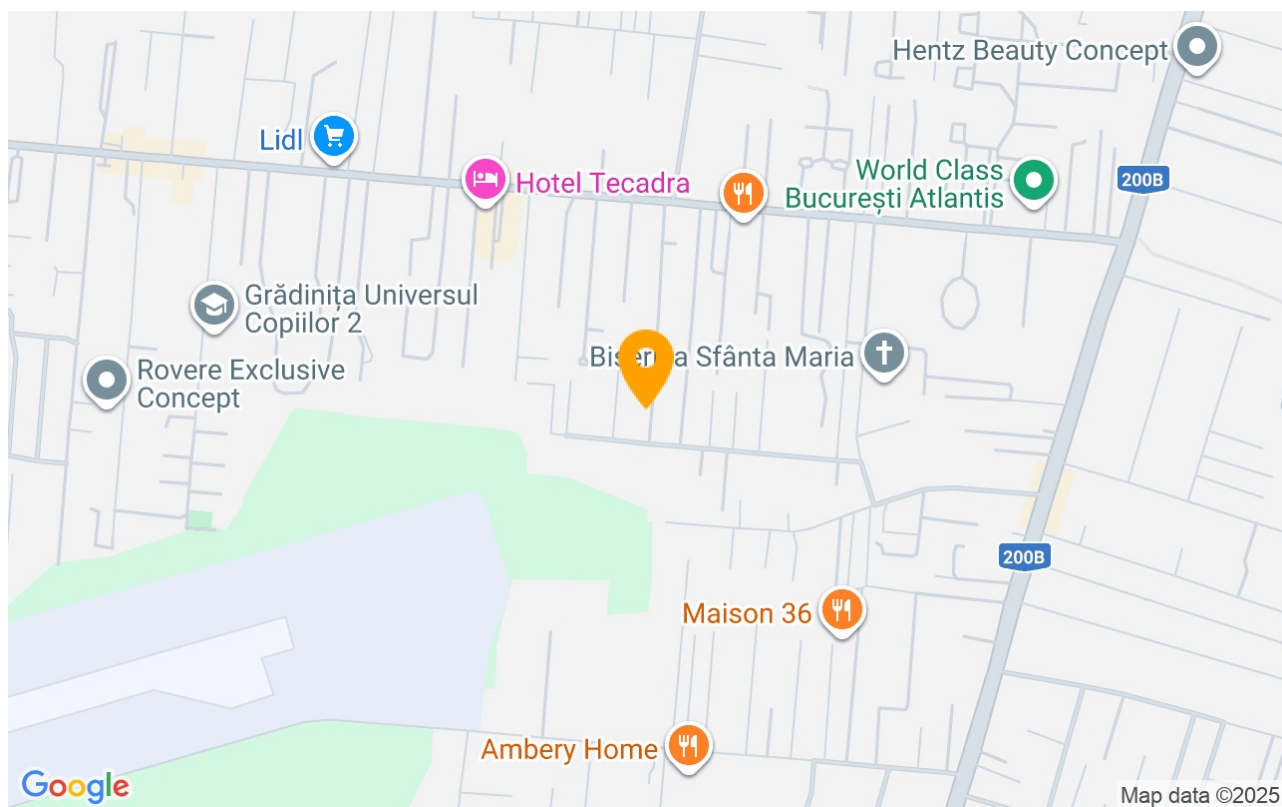 Hentz Beauty Concept
Lidl
Hotel Tecadra
World Class
București Atlantis
200B
Grădinița Universul
Copiilor 2
Rovere Exclusive
Concept
Sfânta Maria
200B
Maison 36
Ambery Home
Google
Map data ©2025